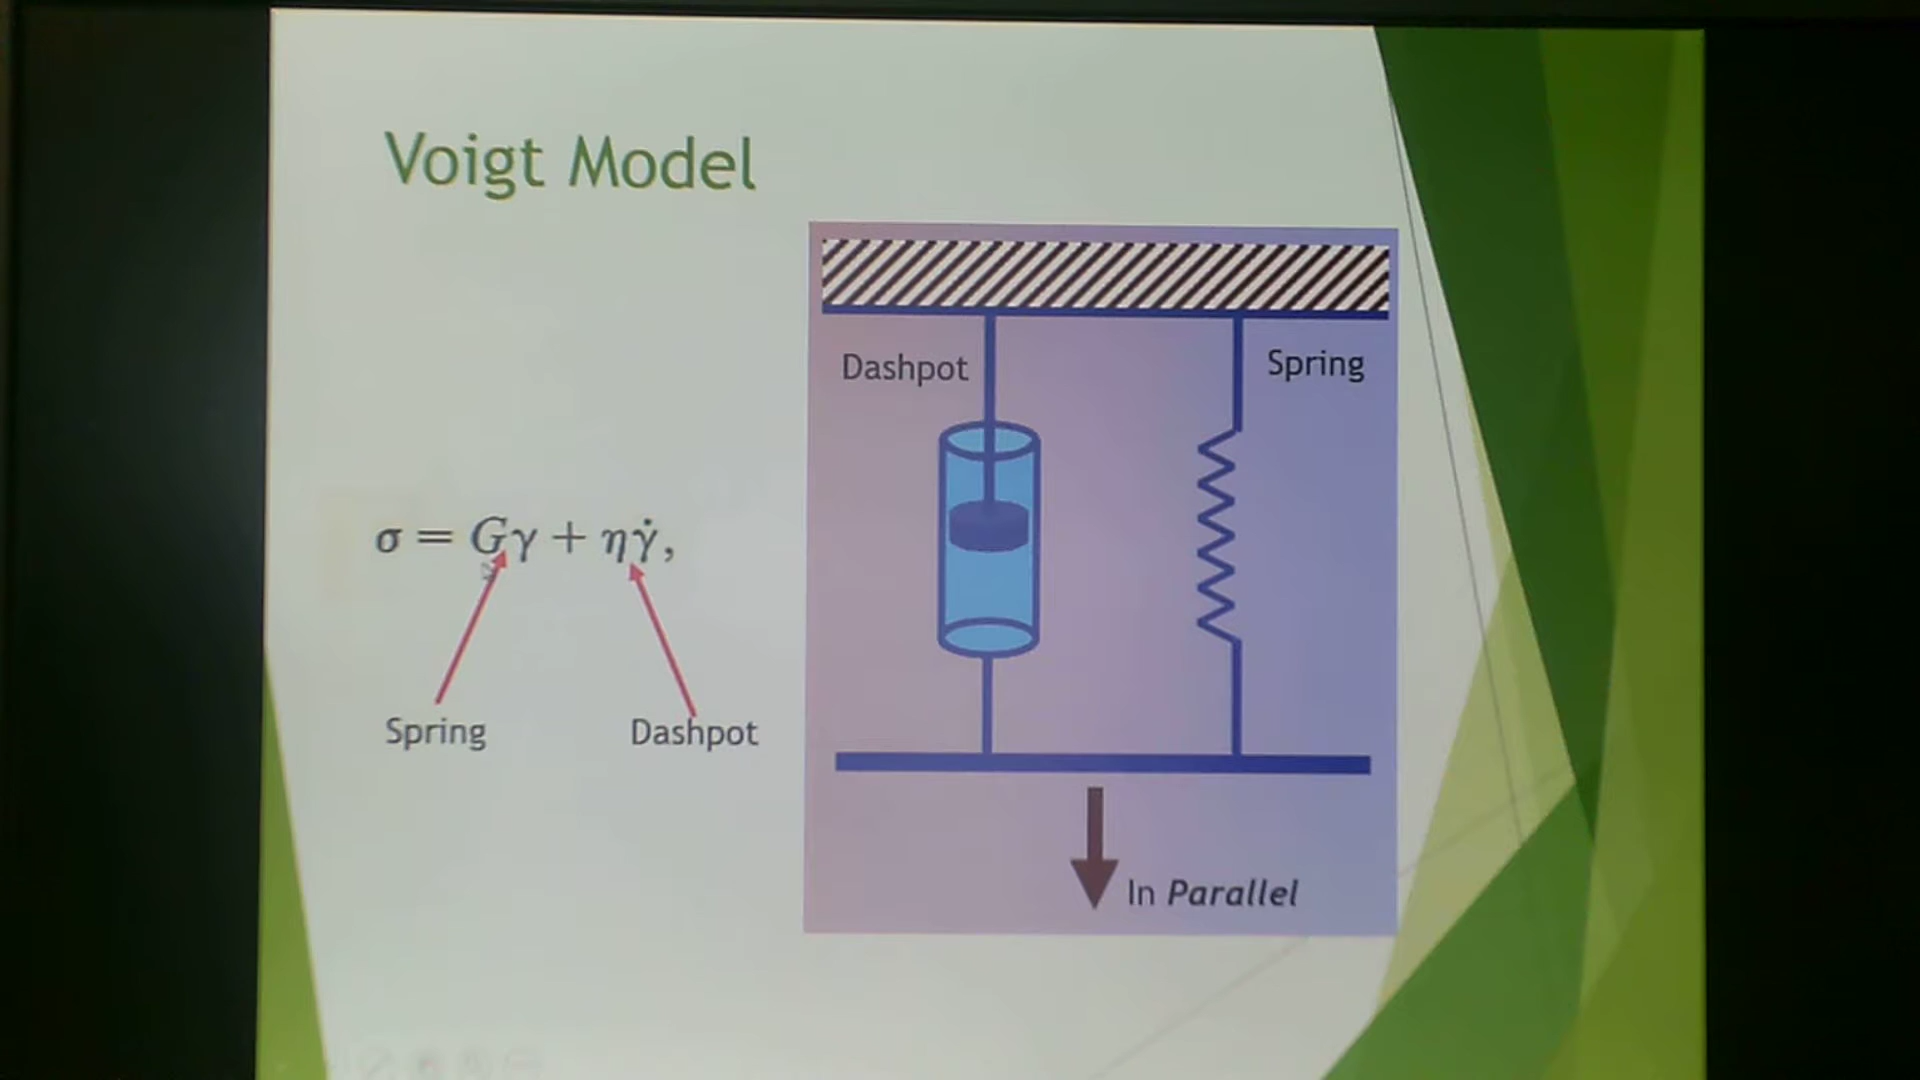 Voigt Model
Dashpot
Spring
σ = Gγ + ηγ̇,
Spring
Dashpot
In Parallel